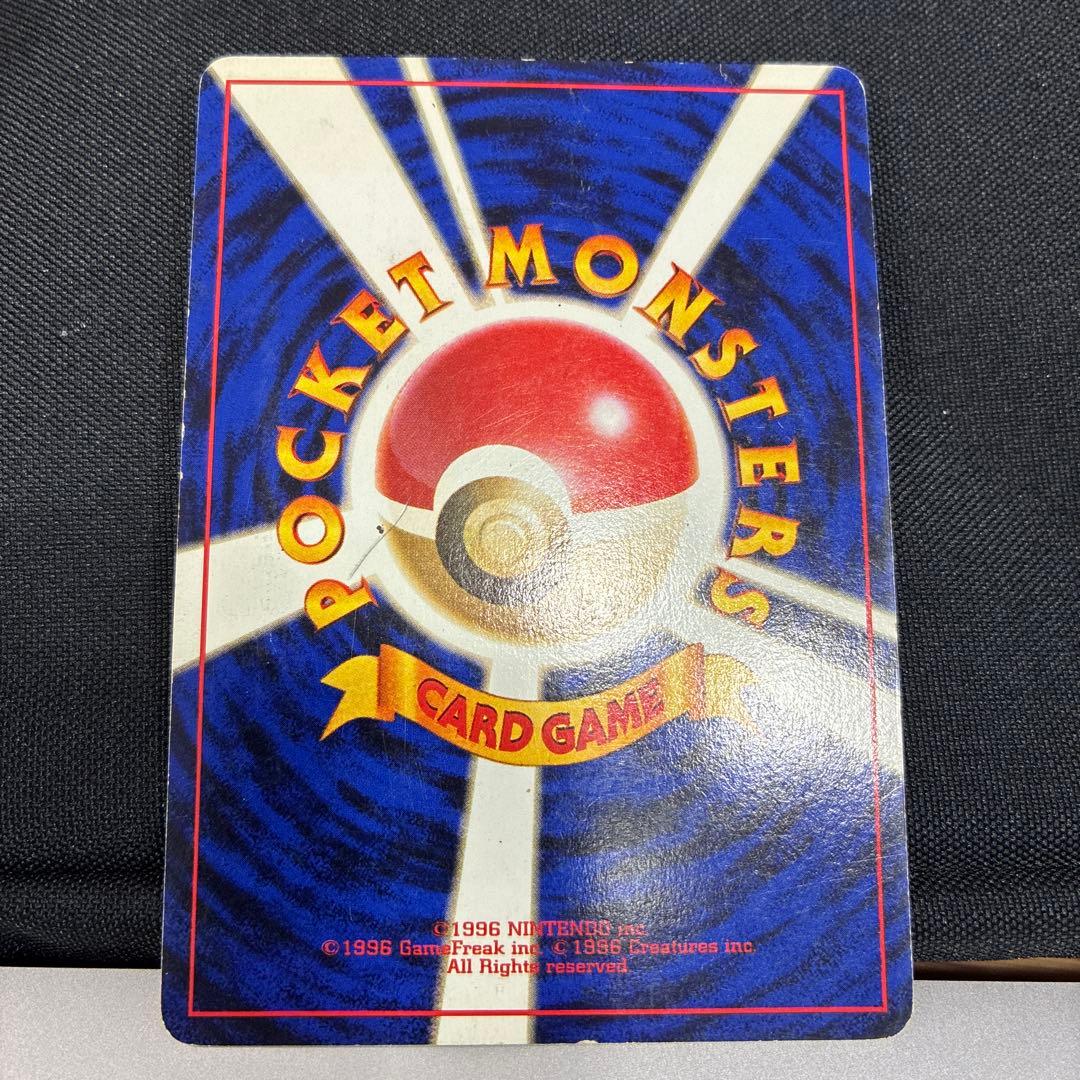 POCKET MONSTERS
CARD GAME
©1996 NINTENDO inc.
©1996 GameFreak inc. ©1996 Creatures inc.
All Rights reserved.